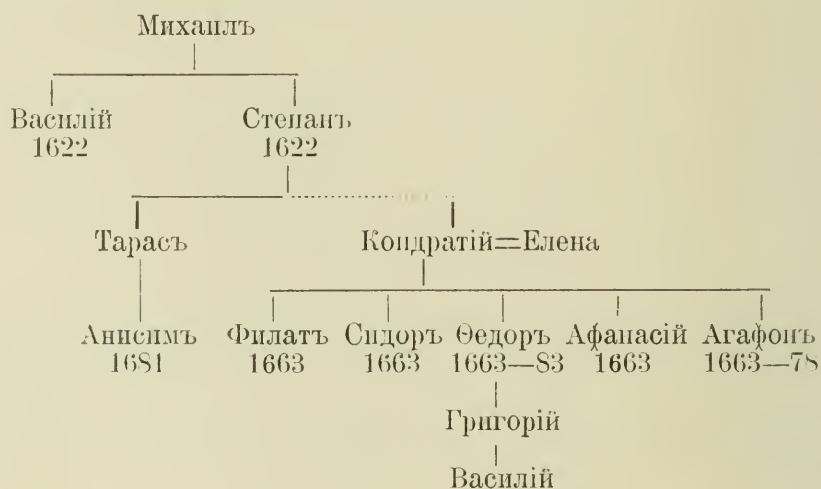 Михаилъ
Василій Степанъ
1622 1622
Тарасъ Кондратій=Елена
Анисимъ Филатъ Сидоръ Ѳедоръ Афанасій Агафонъ
1681 1663 1663 1663—83 1663 1663—78
Григорій
Василій